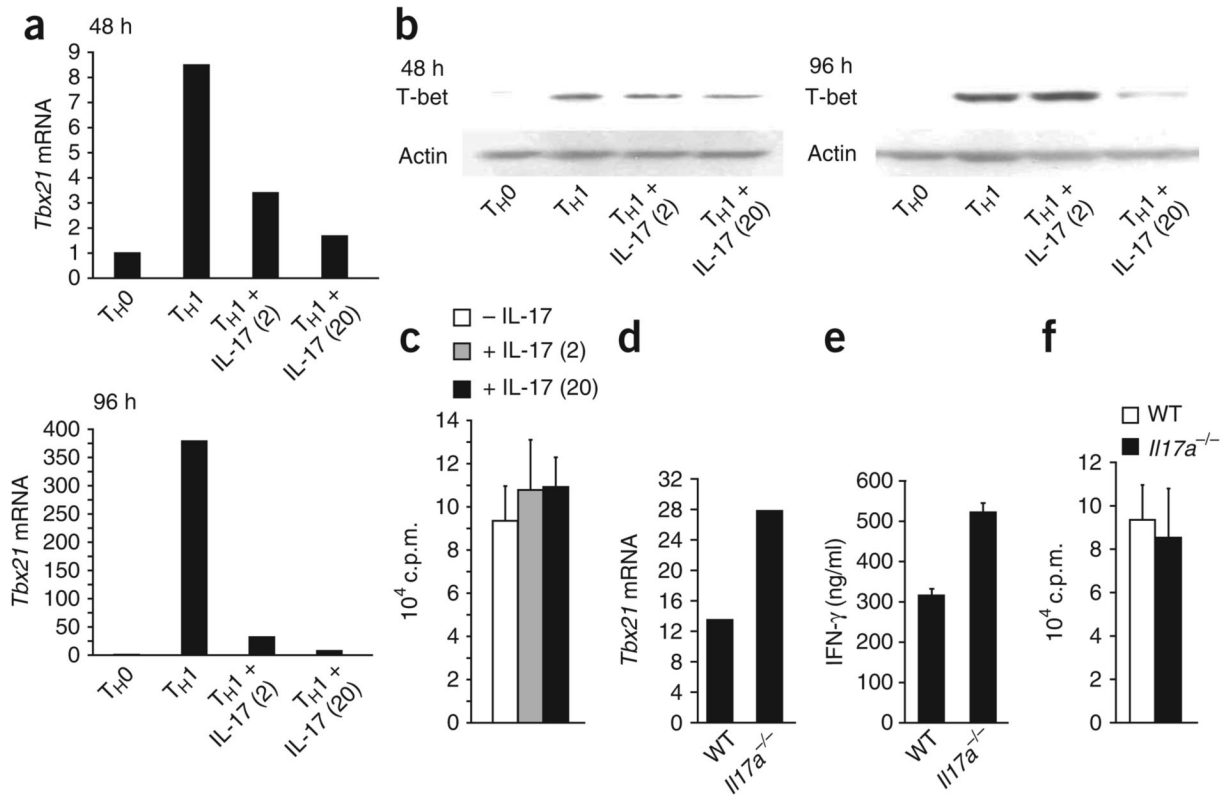 a
48 h
9
8
7
6
5
4
3
2
1
0
Tbx21 mRNA
TH0
TH1
TH1 +
IL-17 (2)
TH1 +
IL-17 (20)
96 h
400
350
300
250
200
150
100
50
0
Tbx21 mRNA
TH0
TH1
TH1 +
IL-17 (2)
TH1 +
IL-17 (20)
b
48 h
T-bet
Actin
TH0
TH1
TH1 +
IL-17 (2)
TH1 +
IL-17 (20)
96 h
T-bet
Actin
TH0
TH1
TH1 +
IL-17 (2)
TH1 +
IL-17 (20)
c
– IL-17
+ IL-17 (2)
+ IL-17 (20)
14
12
10
8
6
4
2
0
10⁴ c.p.m.
d
32
28
24
20
16
12
8
4
0
Tbx21 mRNA
WT
Il17a–/–
e
600
500
400
300
200
100
0
IFN-γ (ng/ml)
WT
Il17a–/–
f
WT
Il17a–/–
12
10
8
6
4
2
0
10⁴ c.p.m.